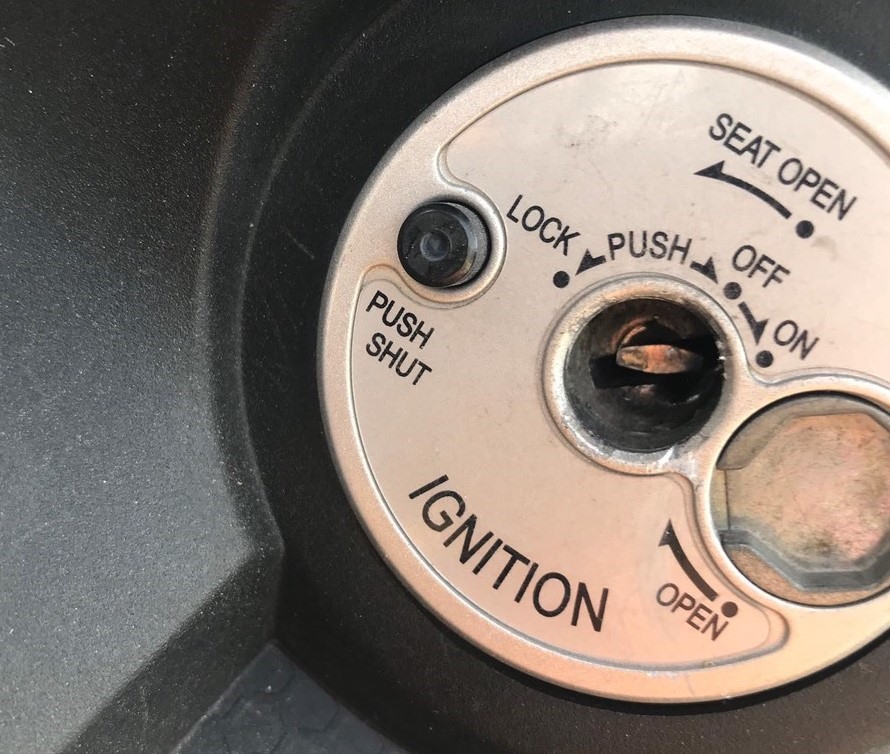 SEAT OPEN
LOCK
PUSH
OFF
ON
PUSH
SHUT
IGNITION
OPEN